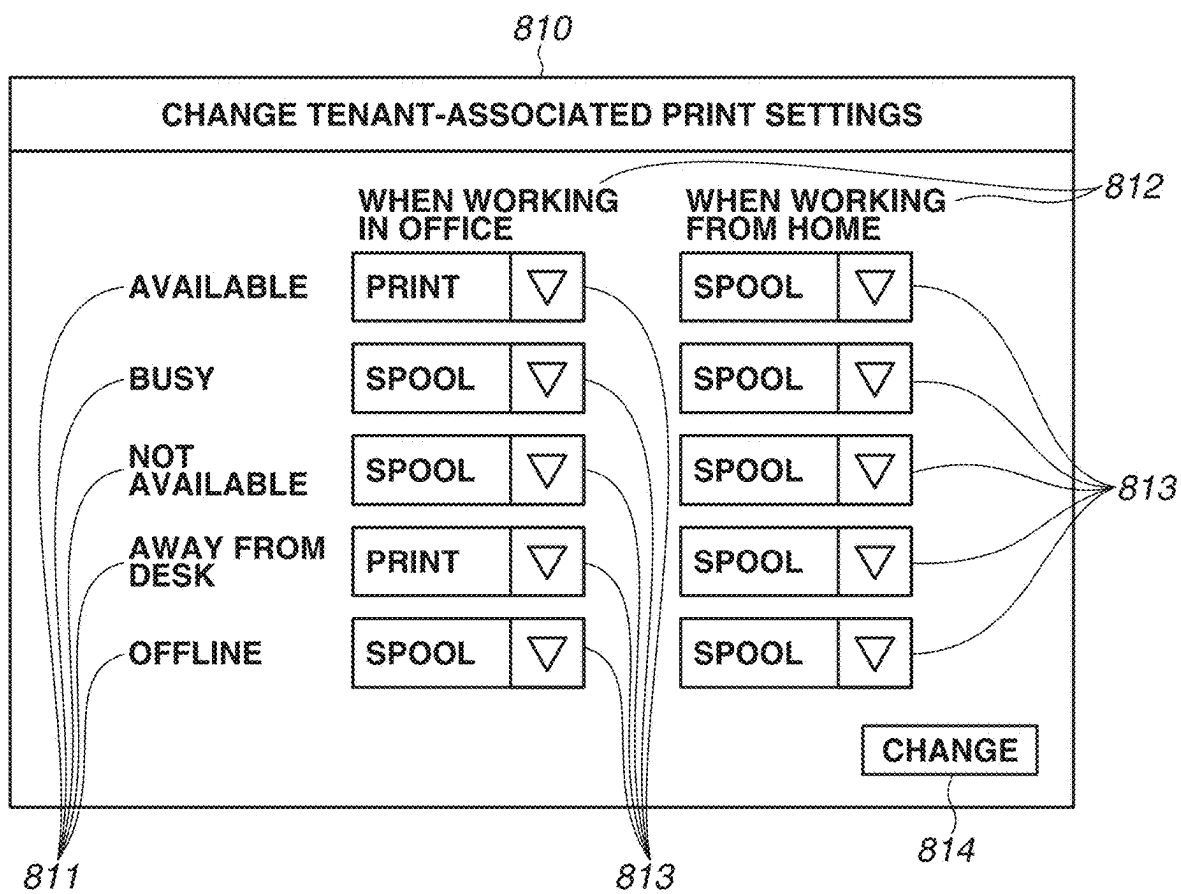 810
CHANGE TENANT-ASSOCIATED PRINT SETTINGS
WHEN WORKING
IN OFFICE
WHEN WORKING
FROM HOME
812
AVAILABLE
PRINT
SPOOL
BUSY
SPOOL
SPOOL
NOT
AVAILABLE
SPOOL
SPOOL
813
AWAY FROM
DESK
PRINT
SPOOL
OFFLINE
SPOOL
SPOOL
CHANGE
811
813
814